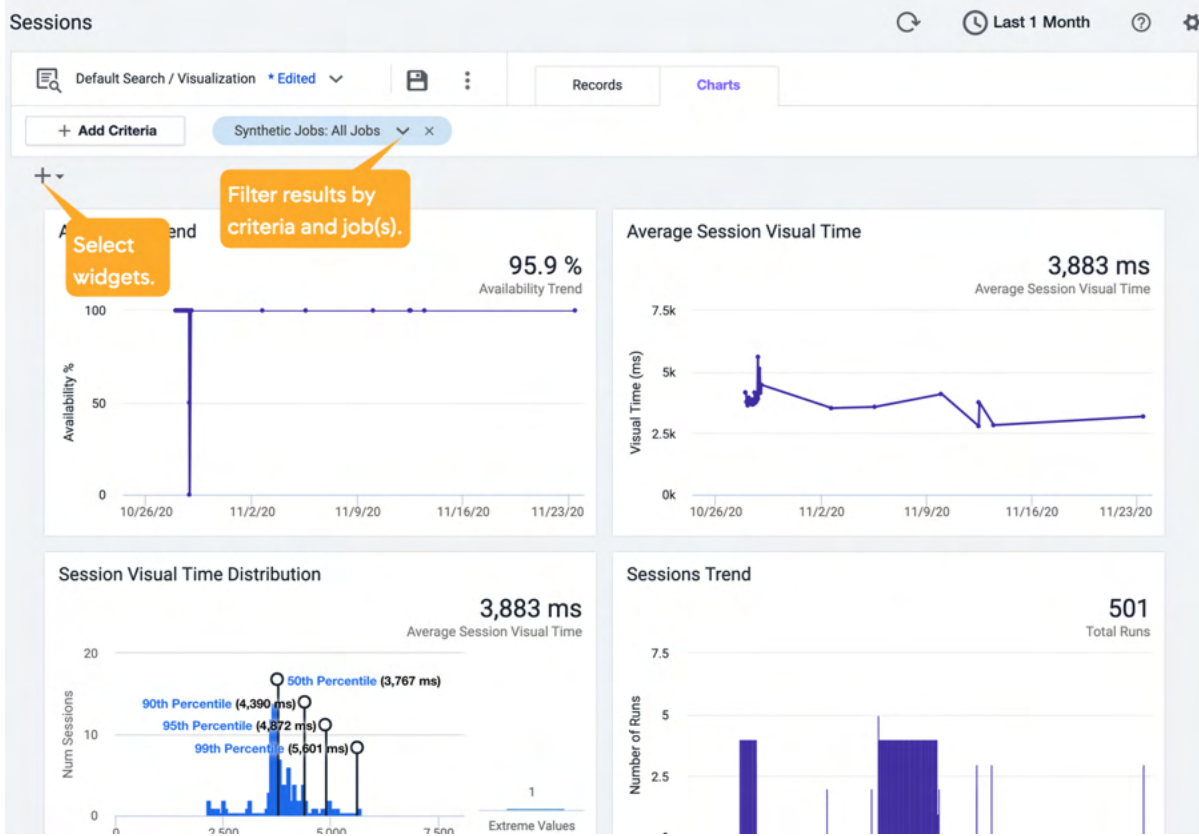 Sessions
Last 1 Month
Default Search / Visualization * Edited
Records
Charts
+ Add Criteria
Synthetic Jobs: All Jobs
Filter results by
criteria and job(s).
Select
widgets.
end
95.9 %
Availability Trend
100
50
0
Availability %
10/26/20 11/2/20 11/9/20 11/16/20 11/23/20
Average Session Visual Time
3,883 ms
Average Session Visual Time
7.5k
5k
2.5k
0k
Visual Time (ms)
10/26/20 11/2/20 11/9/20 11/16/20 11/23/20
Session Visual Time Distribution
3,883 ms
Average Session Visual Time
20
10
0
Num Sessions
50th Percentile (3,767 ms)
90th Percentile (4,390 ms)
95th Percentile (4,872 ms)
99th Percentile (5,601 ms)
0 2,500 5,000 7,500
1
Extreme Values
Sessions Trend
501
Total Runs
7.5
5
2.5
Number of Runs